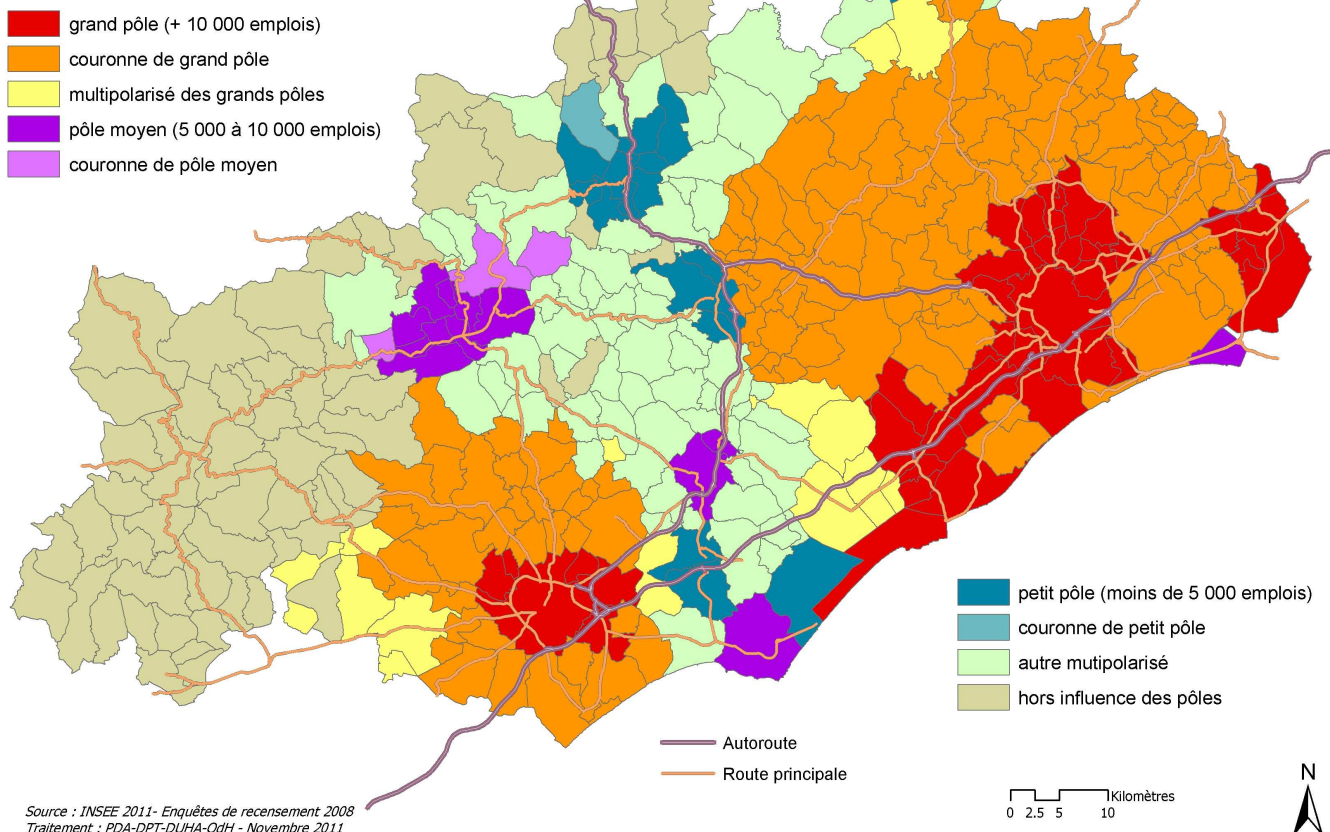 grand pôle (+ 10 000 emplois)
couronne de grand pôle
multipolarisé des grands pôles
pôle moyen (5 000 à 10 000 emplois)
couronne de pôle moyen
petit pôle (moins de 5 000 emplois)
couronne de petit pôle
autre mutipolarisé
hors influence des pôles
Autoroute
Route principale
Kilomètres
0 2.5 5 10
N
Source : INSEE 2011- Enquêtes de recensement 2008
Traitement : PDA-DPT-DUHA-OdH - Novembre 2011